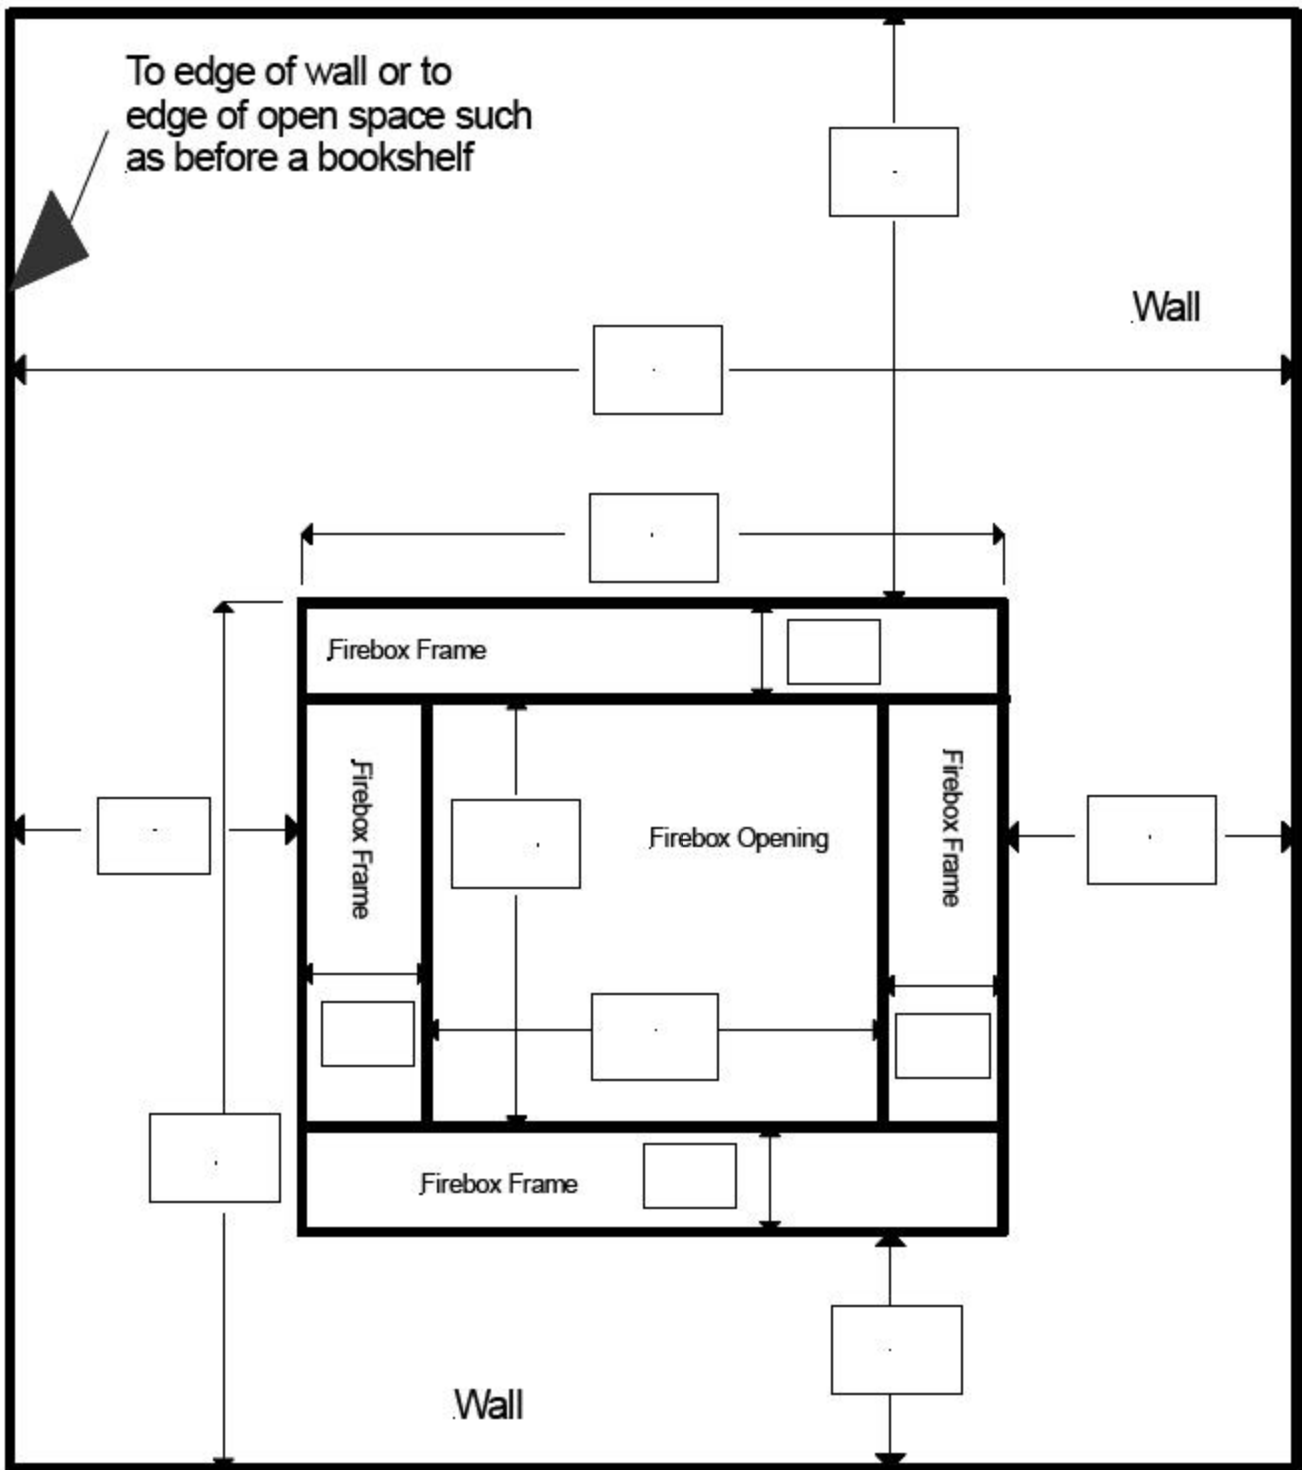 To edge of wall or to
edge of open space such
as before a bookshelf
Wall
Firebox Frame
Firebox Frame
Firebox Opening
Firebox Frame
Firebox Frame
Wall